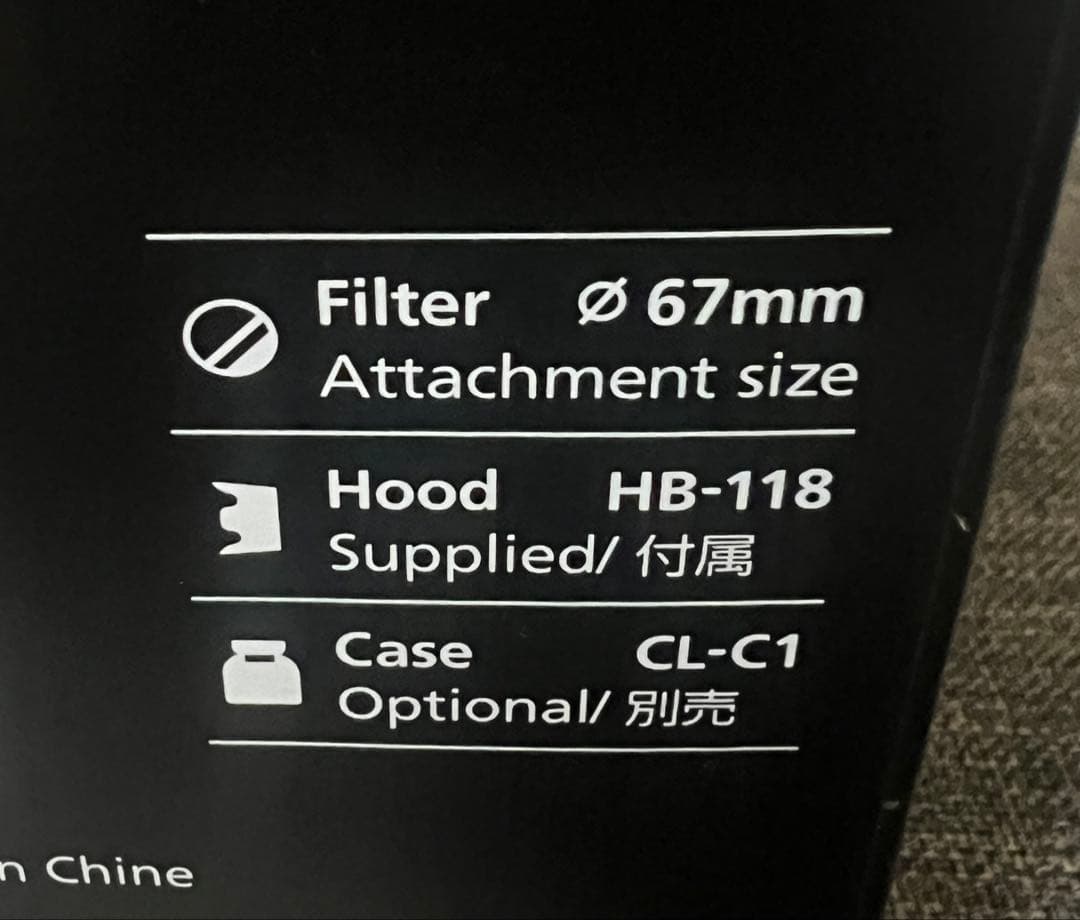 Filter Ø 67mm
Attachment size
Hood HB-118
Supplied/ 付属
Case CL-C1
Optional/ 別売
n Chine